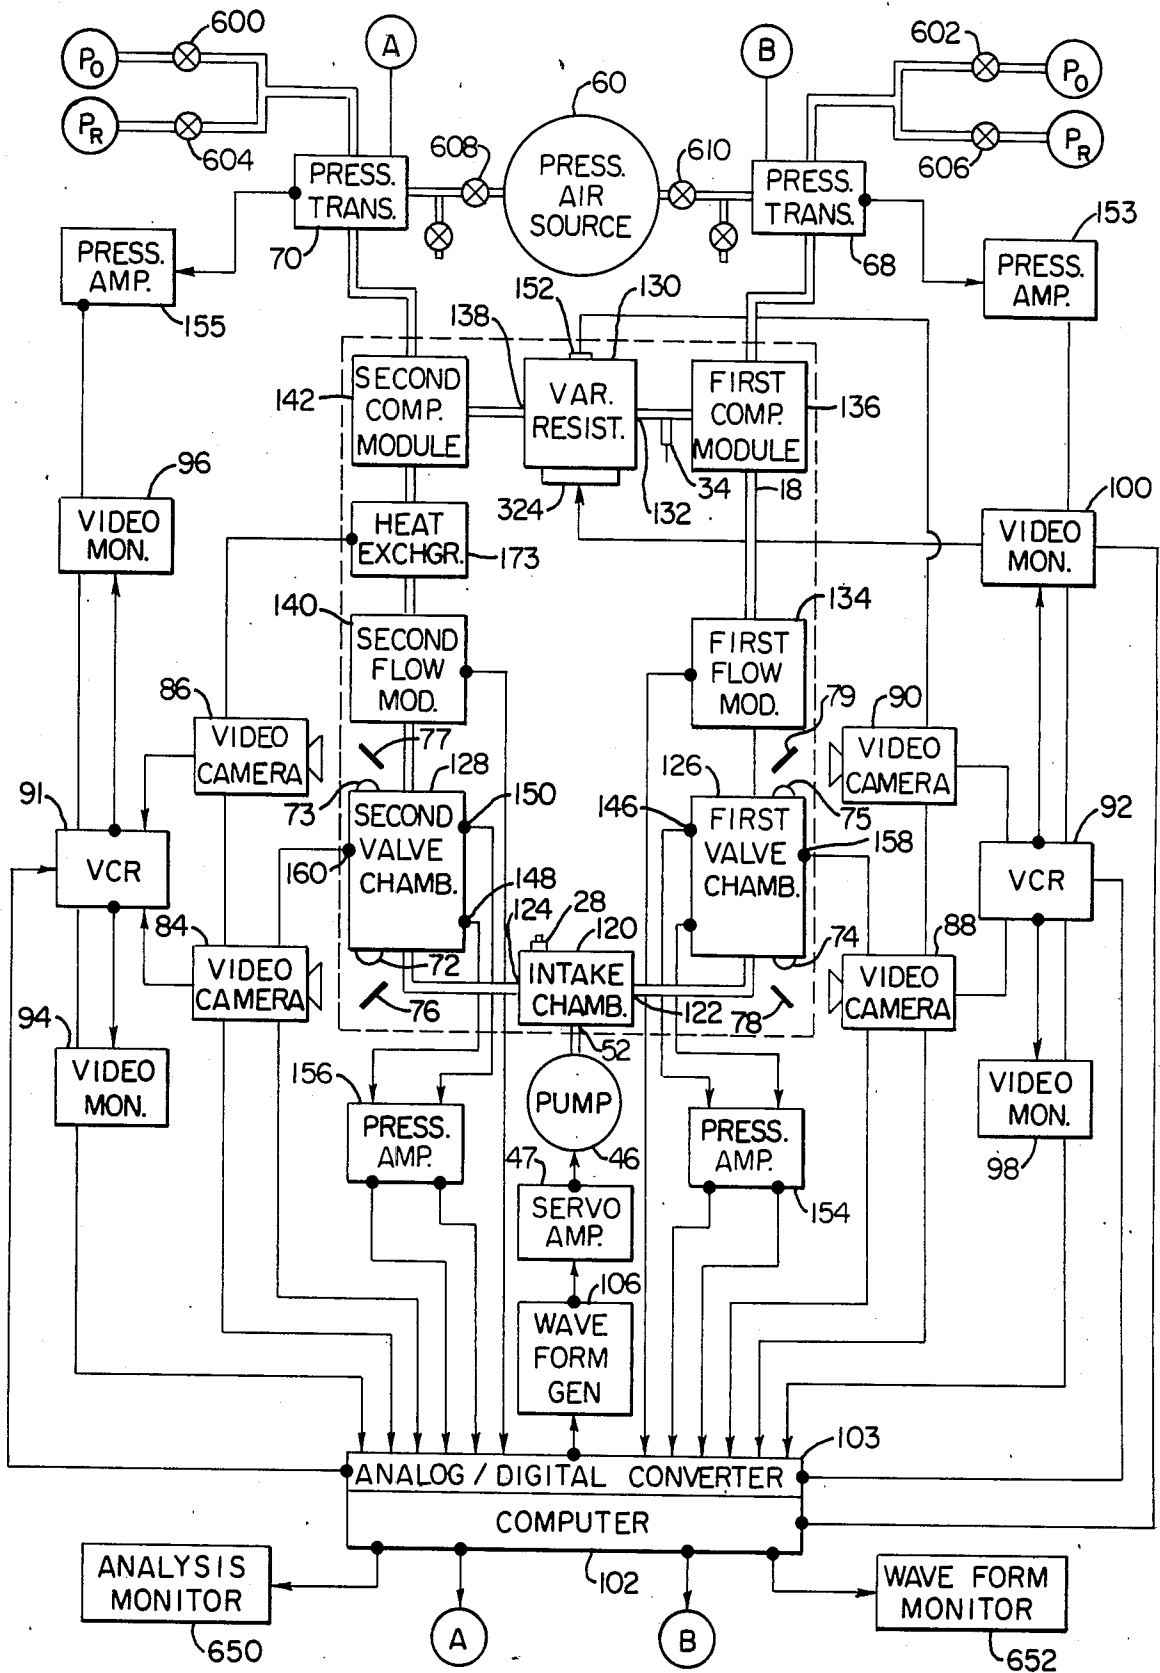 600
A
602
P₀
B
P₀
60
P_R
604
608
610
606
P_R
PRESS.
TRANS.
PRESS.
AIR
SOURCE
PRESS.
TRANS.
153
70
68
PRESS.
AMP.
155
PRESS.
AMP.
152
130
138
142
SECOND
COMP.
MODULE
VAR.
RESIST.
FIRST
COMP.
MODULE
136
96
34
18
100
324
132
VIDEO
MON.
HEAT
EXCHGR.
173
VIDEO
MON.
140
134
SECOND
FLOW
MOD.
FIRST
FLOW
MOD.
86
79
90
VIDEO
CAMERA
77
128
126
VIDEO
CAMERA
91
73
150
146
75
92
SECOND
VALVE
CHAMB.
FIRST
VALVE
CHAMB.
158
VCR
160
VCR
148
84
124
28
120
74
88
72
VIDEO
CAMERA
INTAKE
CHAMB.
VIDEO
CAMERA
94
76
122
78
52
VIDEO
MON.
156
PUMP
VIDEO
MON.
PRESS.
AMP.
PRESS.
AMP.
47
46
98
SERVO
AMP.
154
106
WAVE
FORM
GEN
103
ANALOG / DIGITAL CONVERTER
COMPUTER
ANALYSIS
MONITOR
102
WAVE FORM
MONITOR
650
A
B
652